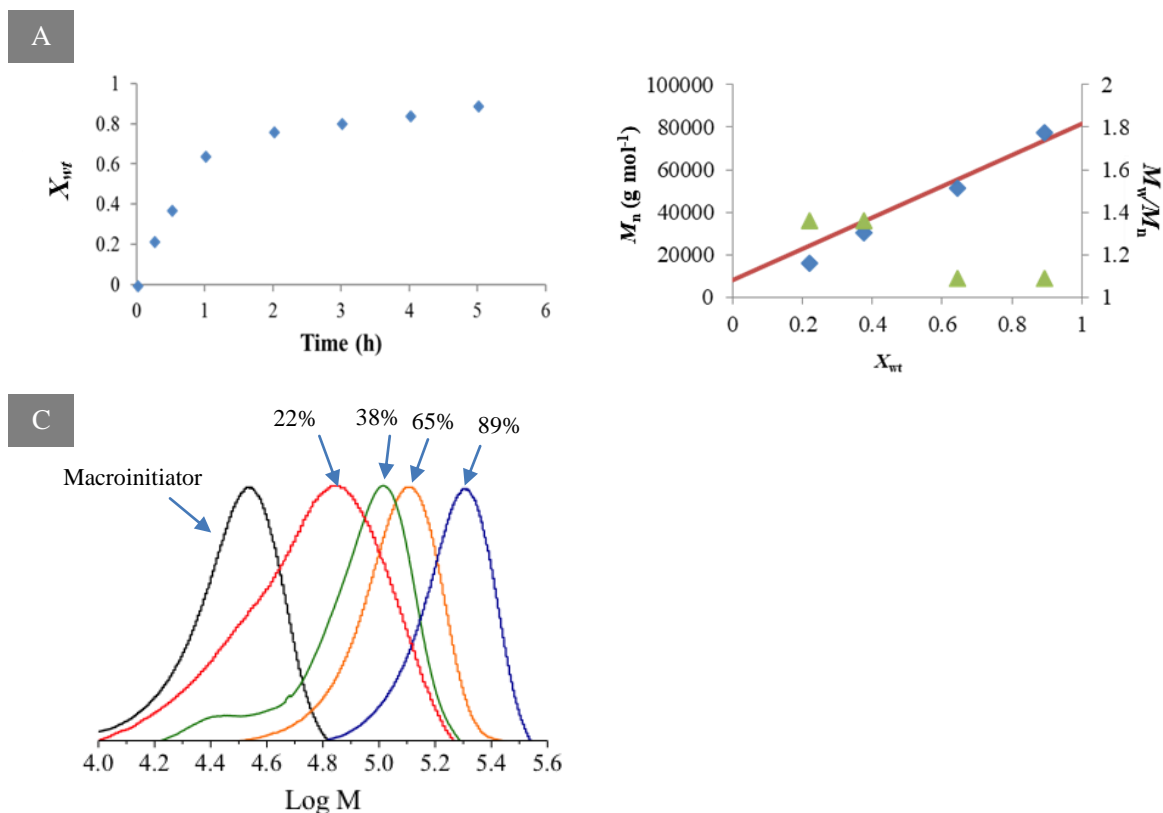 A
1
0.8
0.6
0.4
0.2
0
X_wt
0 1 2 3 4 5 6
Time (h)
100000
80000
60000
40000
20000
0
M_n (g mol⁻¹)
2
1.8
1.6
1.4
1.2
1
M_w/M_n
0 0.2 0.4 0.6 0.8 1
X_wt
C
22% 38% 65% 89%
Macroinitiator
4.0 4.2 4.4 4.6 4.8 5.0 5.2 5.4 5.6
Log M